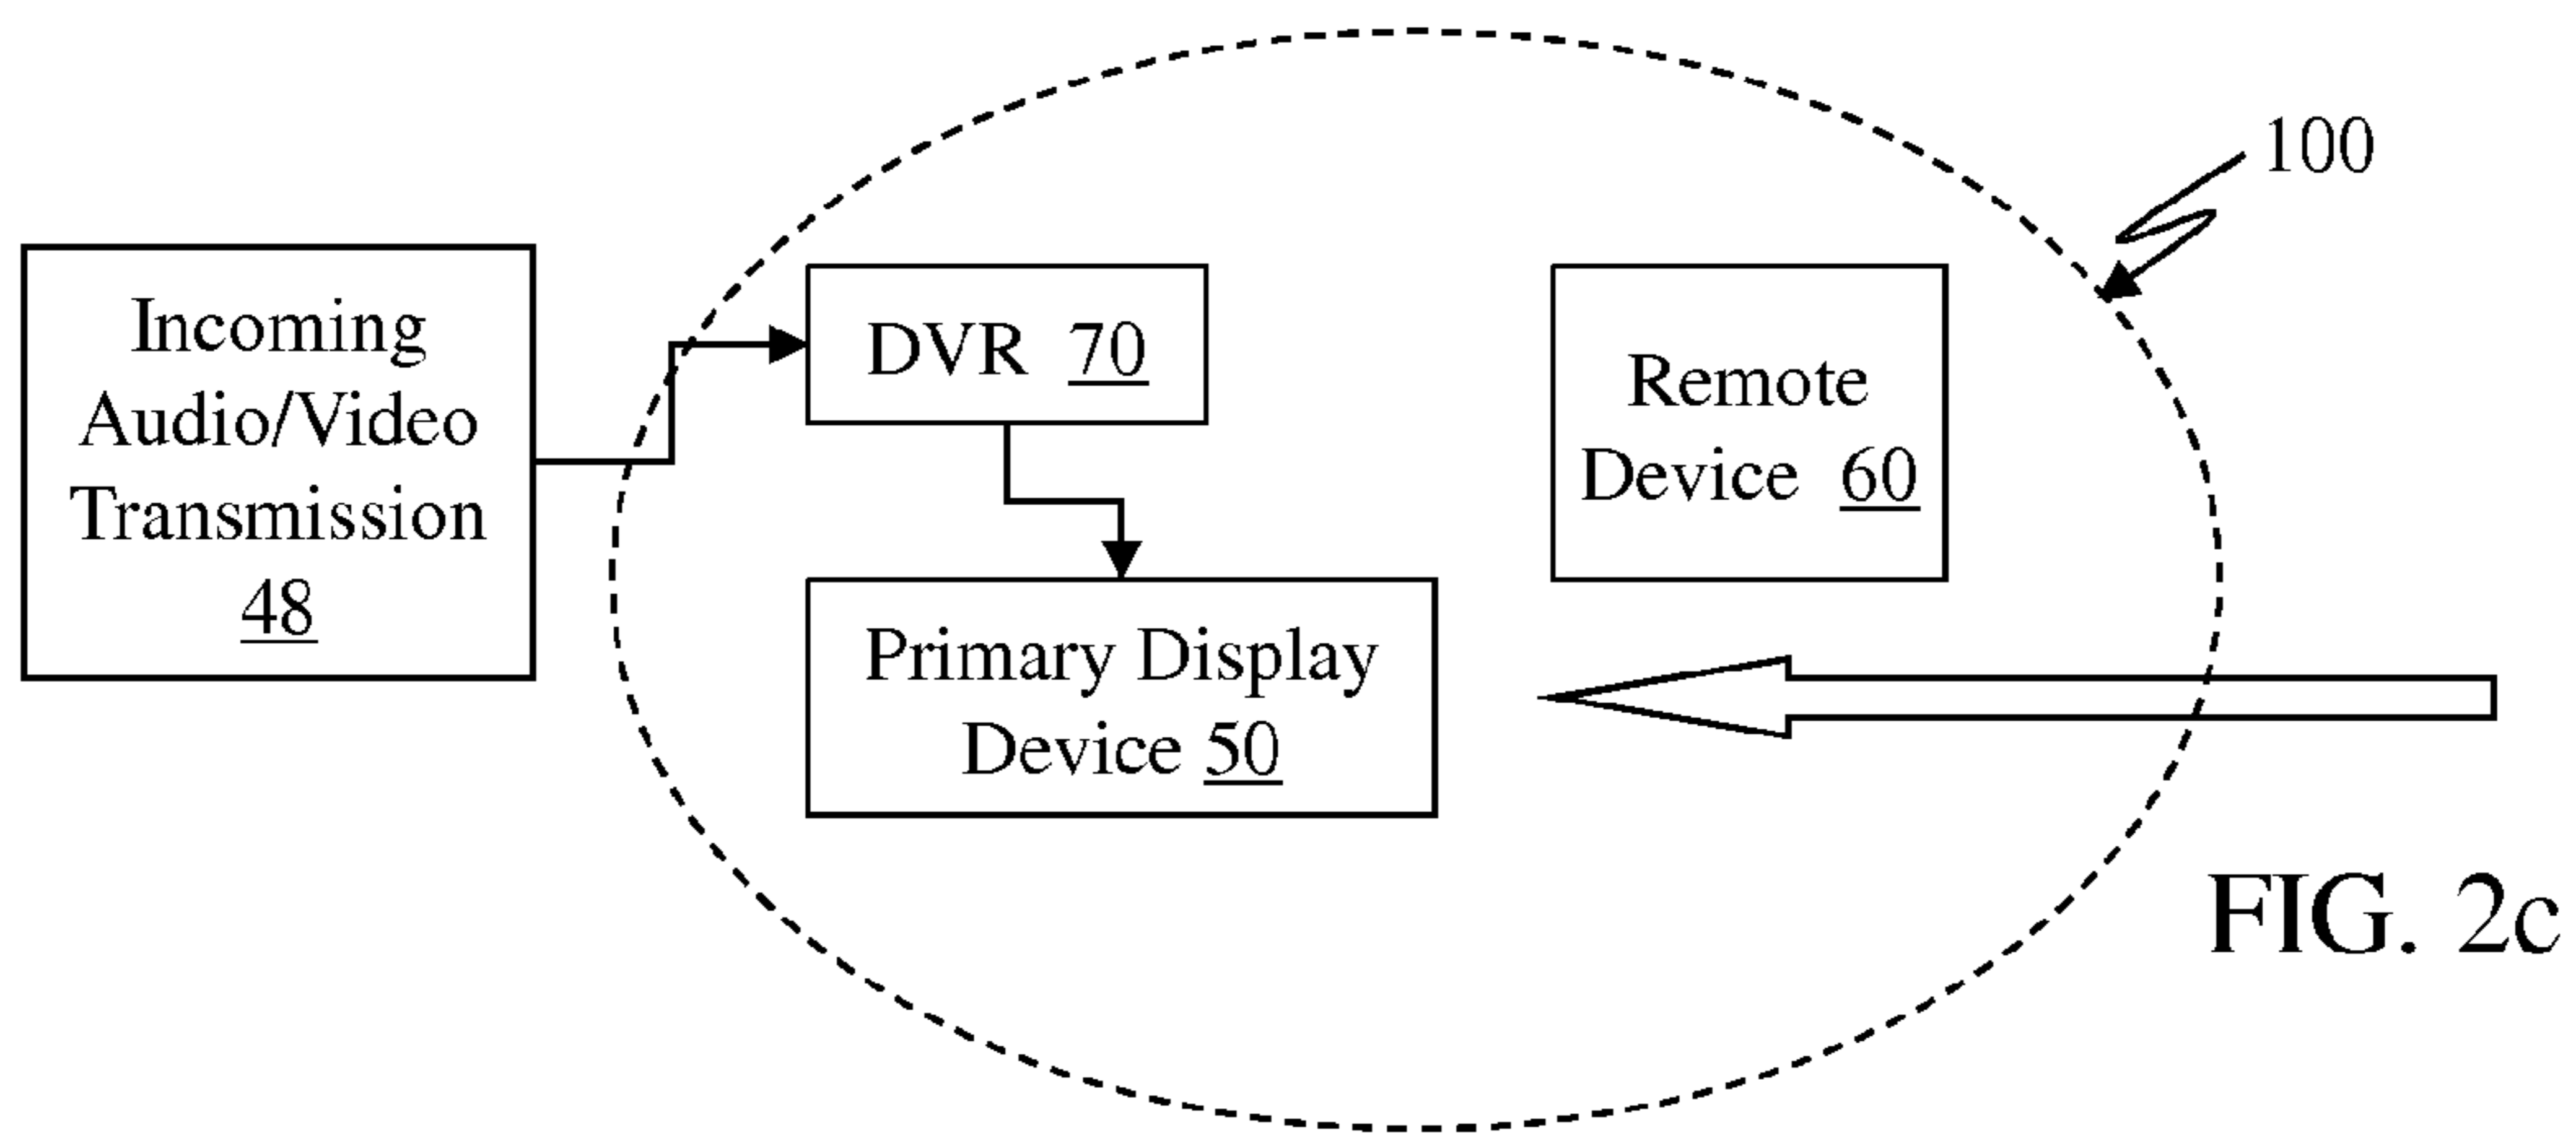 100
Incoming
Audio/Video
Transmission
48
DVR 70
Remote
Device 60
Primary Display
Device 50
FIG. 2c